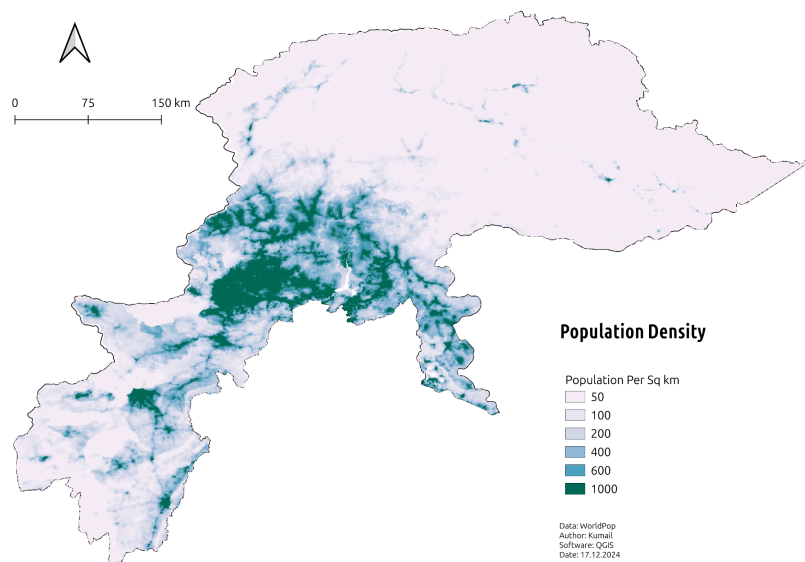 0 75 150 km
Population Density
Population Per Sq km
50
100
200
400
600
1000
Data: WorldPop
Author: Kumail
Software: QGIS
Date: 17.12.2024